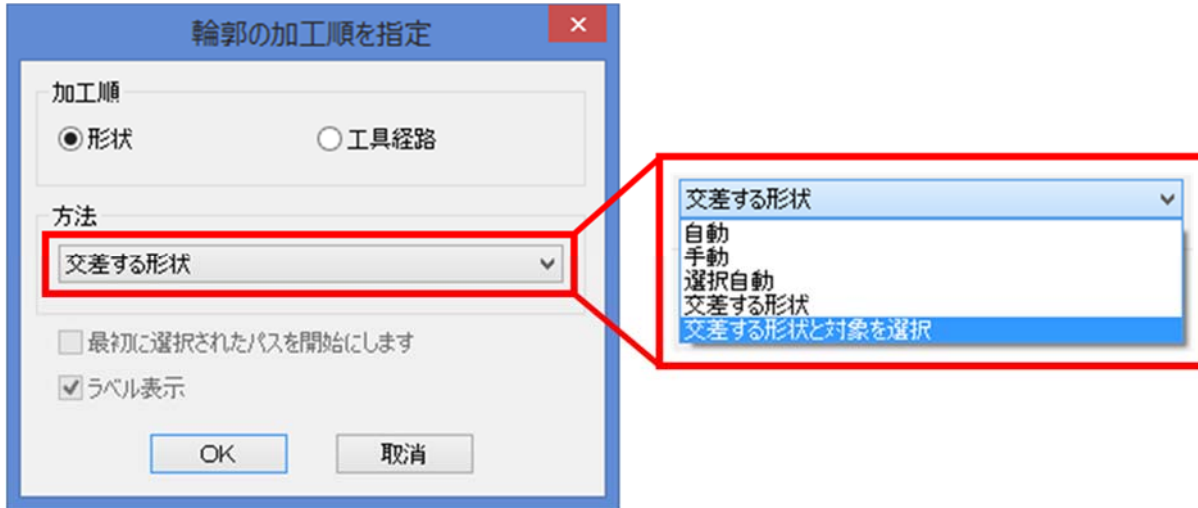 輪郭の加工順を指定
加工順
形状
工具経路
方法
交差する形状
最初に選択されたパスを開始にします
ラベル表示
OK
取消
交差する形状
自動
手動
選択自動
交差する形状
交差する形状と対象を選択